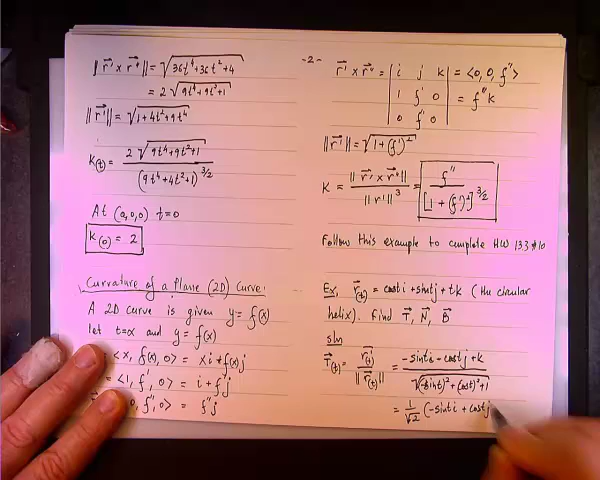 -2-
‖ r⃗' × r⃗'' ‖ = √(36t⁴+36t²+4)
= 2√(9t⁴+9t²+1)
‖r⃗'‖ = √(1+4t²+9t⁴)
k(t) = 2√(9t⁴+9t²+1) / (9t⁴+4t²+1)^3/2
At (0,0,0) t=0
k(0) = 2
Curvature of a Plane (2D) Curve:
A 2D curve is given y = f(x)
let t=x and y = f(x)
= <x, f(x), 0> = xi + f(x)j
= <1, f', 0> = i + f'j
0, f'', 0> = f''j
r⃗' × r⃗'' = | i j k | = <0, 0, f''>
| 1 f' 0 | = f''k
| 0 f'' 0 |
‖r⃗'‖ = √(1+(f')²)
K = ‖r⃗' × r⃗''‖ / ‖r'‖³ = f'' / [1+(f')²]^3/2
Follow this example to complete HW 13.3 #10
Ex, r⃗(t) = cost i + sint j + tk (the circular
helix). Find T⃗, N⃗, B⃗
soln
T⃗(t) = r⃗(t) / ‖r⃗(t)‖ = -sint i - cost j + k / √((-sint)² + (cost)² + 1
= 1/√2 (-sint i + cost j